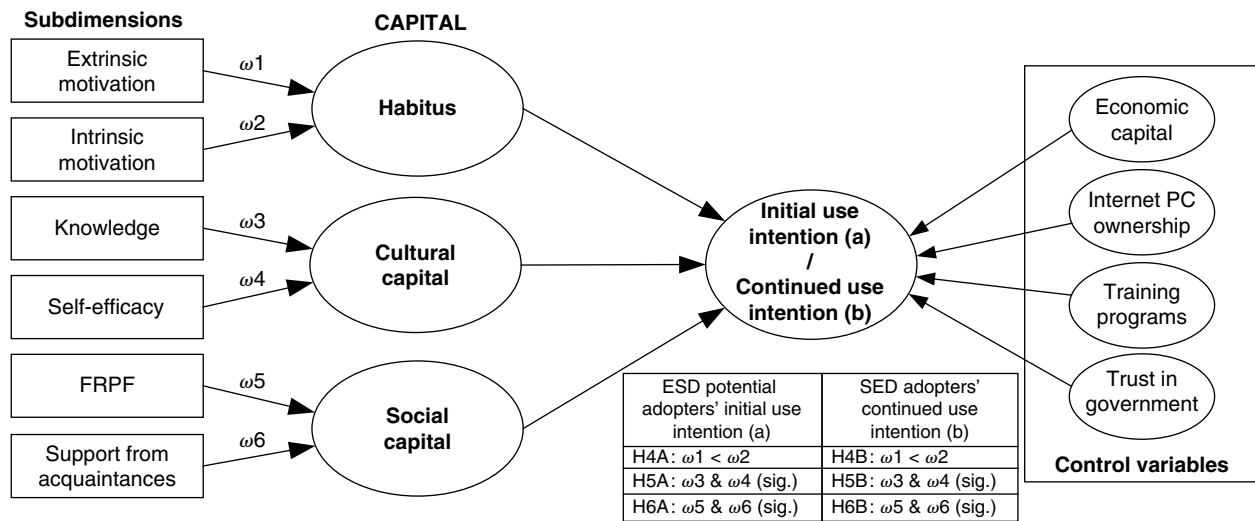 Subdimensions
Extrinsic
motivation
Intrinsic
motivation
Knowledge
Self-efficacy
FRPF
Support from
acquaintances
ω1
ω2
ω3
ω4
ω5
ω6
CAPITAL
Habitus
Cultural
capital
Social
capital
Initial use
intention (a)
/
Continued use
intention (b)
ESD potential
adopters’ initial use
intention (a)
SED adopters’
continued use
intention (b)
H4A: ω1 < ω2
H4B: ω1 < ω2
H5A: ω3 & ω4 (sig.)
H5B: ω3 & ω4 (sig.)
H6A: ω5 & ω6 (sig.)
H6B: ω5 & ω6 (sig.)
Economic
capital
Internet PC
ownership
Training
programs
Trust in
government
Control variables